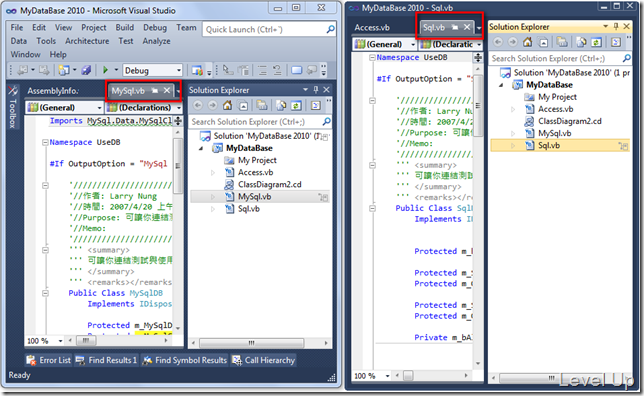 MyDataBase 2010 - Microsoft Visual Studio
File Edit View Project Build Debug Team
Data Tools Architecture Test Analyze
Window Help
Quick Launch (Ctrl+')
Debug
Toolbox
AssemblyInfo. MySql.vb
(General) (Declarations)
Imports MySql.Data.MySqlCl
Namespace UseDB
#If OutputOption = "MySql
'//////////////////////////
'//作者: Larry Nung
'//時間: 2007/4/20 上午
'//Purpose: 可讓你連結測
'//Memo:
'//////////////////////////
''' <summary>
''' 可讓你連結測試與使用
''' </summary>
''' <remarks></remarks
Public Class MySqlDB
Implements IDispos
Protected m_MySqlD
100 %
Solution Explorer
Search Solution Explorer (Ctrl+;)
Solution 'MyDataBase 2010'
MyDataBase
My Project
Access.vb
ClassDiagram2.cd
MySql.vb
Sql.vb
Error List Find Results 1 Find Symbol Results Call Hierarchy
Ready
MyDataBase 2010 - Sql.vb
Access.vb Sql.vb
(General) (Declaratic
Namespace UseDB
#If OutputOption = "S
'/////////////////////
'//作者: Larry Nung
'//時間: 2007/4/2
'//Purpose: 可讓
'//Memo:
'/////////////////////
''' <summary>
''' 可讓你連結測試
''' </summary>
''' <remarks></re
Public Class SqlD
Implements ID
Protected m_
Protected m_S
Protected m_C
Protected m_S
Protected m_C
Private m_bA
100 %
Solution Explorer
Search Solution Explorer (Ctrl+;)
Solution 'MyDataBase 2010' (1 pr
MyDataBase
My Project
Access.vb
ClassDiagram2.cd
MySql.vb
Sql.vb
Level Up